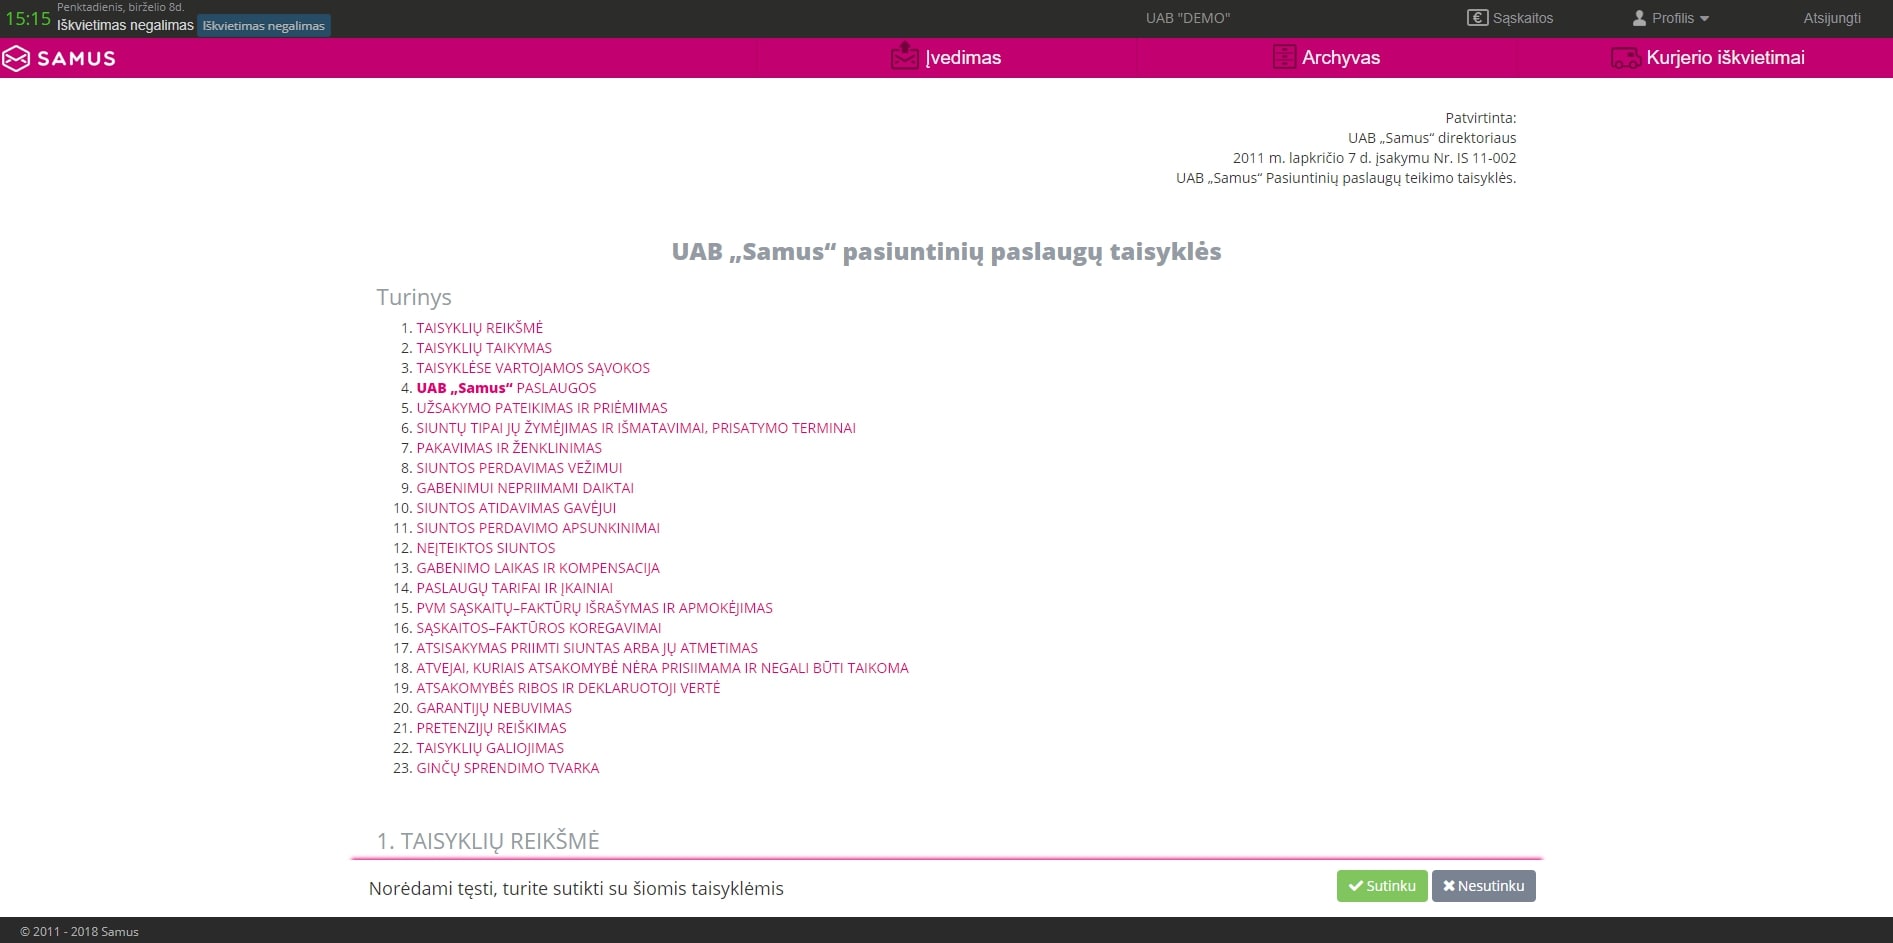 15:15
Penktadienis, birželio 8d.
Iškvietimas negalimas Iškvietimas negalimas
UAB "DEMO"
Sąskaitos
Profilis
Atsijungti
SAMUS
Įvedimas
Archyvas
Kurjerio iškvietimai
Patvirtinta:
UAB „Samus“ direktoriaus
2011 m. lapkričio 7 d. įsakymu Nr. IS 11-002
UAB „Samus“ Pasiuntinių paslaugų teikimo taisyklės.
UAB „Samus“ pasiuntinių paslaugų taisyklės
Turinys
1. TAISYKLIŲ REIKŠMĖ
2. TAISYKLIŲ TAIKYMAS
3. TAISYKLĖSE VARTOJAMOS SĄVOKOS
4. UAB „Samus“ PASLAUGOS
5. UŽSAKYMO PATEIKIMAS IR PRIĖMIMAS
6. SIUNTŲ TIPAI JŲ ŽYMĖJIMAS IR IŠMATAVIMAI, PRISATYMO TERMINAI
7. PAKAVIMAS IR ŽENKLINIMAS
8. SIUNTOS PERDAVIMAS VEŽIMUI
9. GABENIMUI NEPRIIMAMI DAIKTAI
10. SIUNTOS ATIDAVIMAS GAVĖJUI
11. SIUNTOS PERDAVIMO APSUNKINIMAI
12. NEĮTEIKTOS SIUNTOS
13. GABENIMO LAIKAS IR KOMPENSACIJA
14. PASLAUGŲ TARIFAI IR ĮKAINIAI
15. PVM SĄSKAITŲ–FAKTŪRŲ IŠRAŠYMAS IR APMOKĖJIMAS
16. SĄSKAITOS–FAKTŪROS KOREGAVIMAI
17. ATSISAKYMAS PRIIMTI SIUNTAS ARBA JŲ ATMETIMAS
18. ATVEJAI, KURIAIS ATSAKOMYBĖ NĖRA PRISIIMAMA IR NEGALI BŪTI TAIKOMA
19. ATSAKOMYBĖS RIBOS IR DEKLARUOTOJI VERTĖ
20. GARANTIJŲ NEBUVIMAS
21. PRETENZIJŲ REIŠKIMAS
22. TAISYKLIŲ GALIOJIMAS
23. GINČŲ SPRENDIMO TVARKA
1. TAISYKLIŲ REIKŠMĖ
Norėdami tęsti, turite sutikti su šiomis taisyklėmis
Sutinku
Nesutinku
© 2011 - 2018 Samus